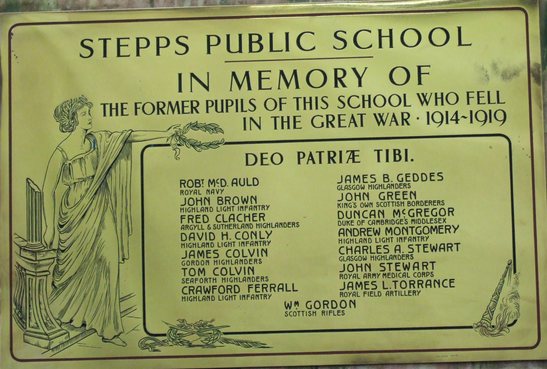 STEPPS PUBLIC SCHOOL
IN MEMORY OF
THE FORMER PUPILS OF THIS SCHOOL WHO FELL
IN THE GREAT WAR · 1914~1919
DEO PATRIÆ TIBI.
ROBT. McD. AULD
ROYAL NAVY
JOHN BROWN
HIGHLAND LIGHT INFANTRY
FRED CLACHER
ARGYLL & SUTHERLAND HIGHLANDERS
DAVID H. CONLY
HIGHLAND LIGHT INFANTRY
JAMES COLVIN
GORDON HIGHLANDERS
TOM COLVIN
SEAFORTH HIGHLANDERS
CRAWFORD FERRALL
HIGHLAND LIGHT INFANTRY
JAMES B. GEDDES
GLASGOW HIGHLANDERS
JOHN GREEN
KING'S OWN SCOTTISH BORDERERS
DUNCAN McGREGOR
DUKE OF CAMBRIDGE'S MIDDLESEX
ANDREW MONTGOMERY
HIGHLAND LIGHT INFANTRY
CHARLES A. STEWART
GLASGOW HIGHLANDERS
JOHN STEWART
ROYAL ARMY MEDICAL CORPS
JAMES L. TORRANCE
ROYAL FIELD ARTILLERY
WM GORDON
SCOTTISH RIFLES